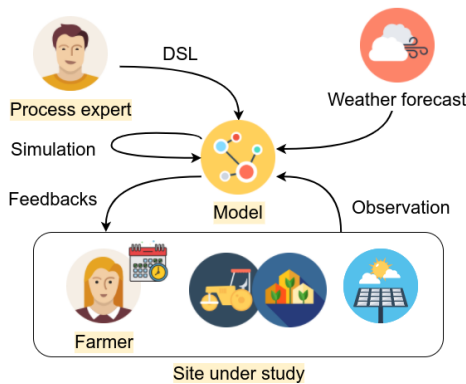 DSL
Process expert
Weather forecast
Simulation
Feedbacks
Model
Observation
Farmer
Site under study